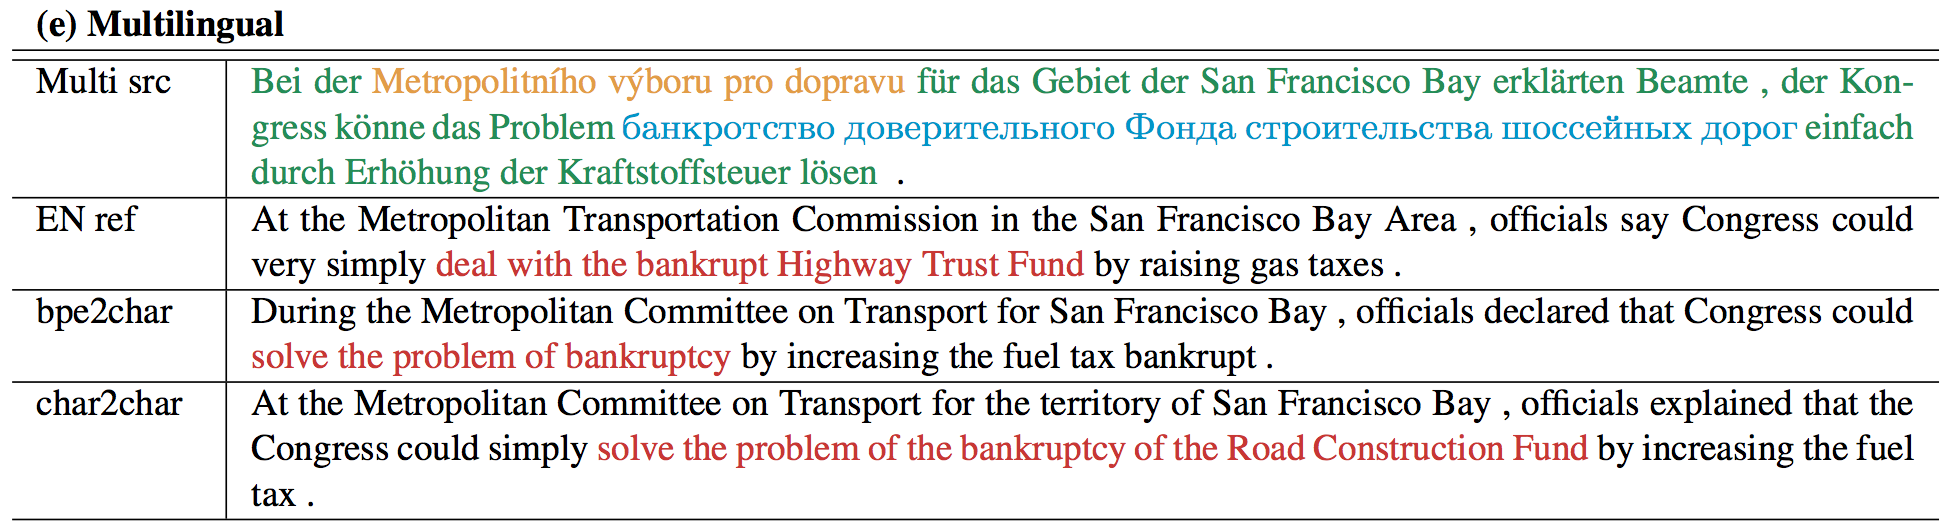 (e) Multilingual
Multi src
Bei der Metropolitního výboru pro dopravu für das Gebiet der San Francisco Bay erklärten Beamte , der Kon-
gress könne das Problem банкротство доверительного Фонда строительства шоссейных дорог einfach
durch Erhöhung der Kraftstoffsteuer lösen .
EN ref
At the Metropolitan Transportation Commission in the San Francisco Bay Area , officials say Congress could
very simply deal with the bankrupt Highway Trust Fund by raising gas taxes .
bpe2char
During the Metropolitan Committee on Transport for San Francisco Bay , officials declared that Congress could
solve the problem of bankruptcy by increasing the fuel tax bankrupt .
char2char
At the Metropolitan Committee on Transport for the territory of San Francisco Bay , officials explained that the
Congress could simply solve the problem of the bankruptcy of the Road Construction Fund by increasing the fuel
tax .